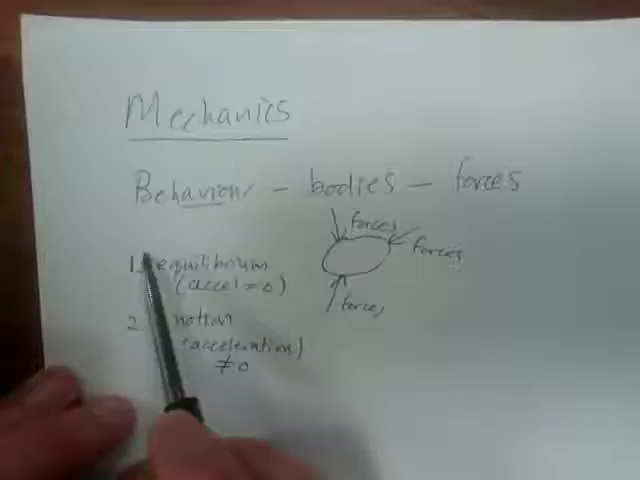 Mechanics
Behaviour - bodies - forces
forces
forces
1. equilibrium
(accel = 0)
forces
2 motion
(acceleration)
≠ 0